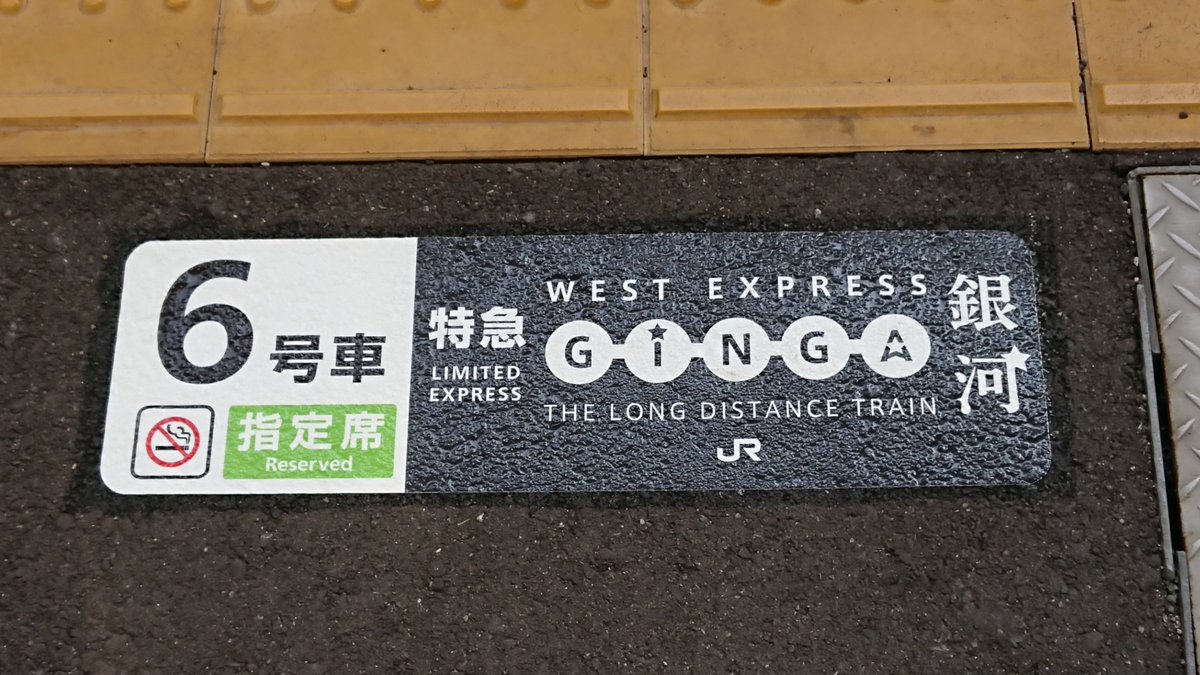 6号車
指定席
Reserved
特急
LIMITED
EXPRESS
WEST EXPRESS
GiNGA
THE LONG DISTANCE TRAIN
JR
銀河